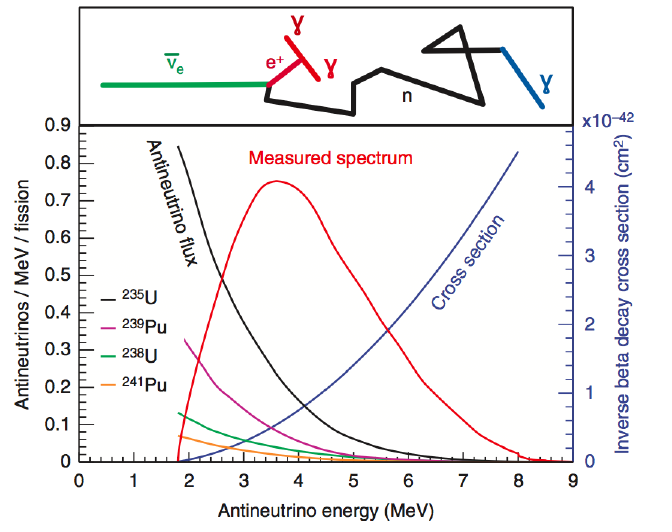 γ
ν̄e
e+
γ
n
γ
x10–42
0.9
0.8
0.7
0.6
0.5
0.4
0.3
0.2
0.1
0
Antineutrinos / MeV / fission
Antineutrino flux
Measured spectrum
Cross section
235U
239Pu
238U
241Pu
4
3
2
1
0
Inverse beta decay cross section (cm2)
0 1 2 3 4 5 6 7 8 9
Antineutrino energy (MeV)